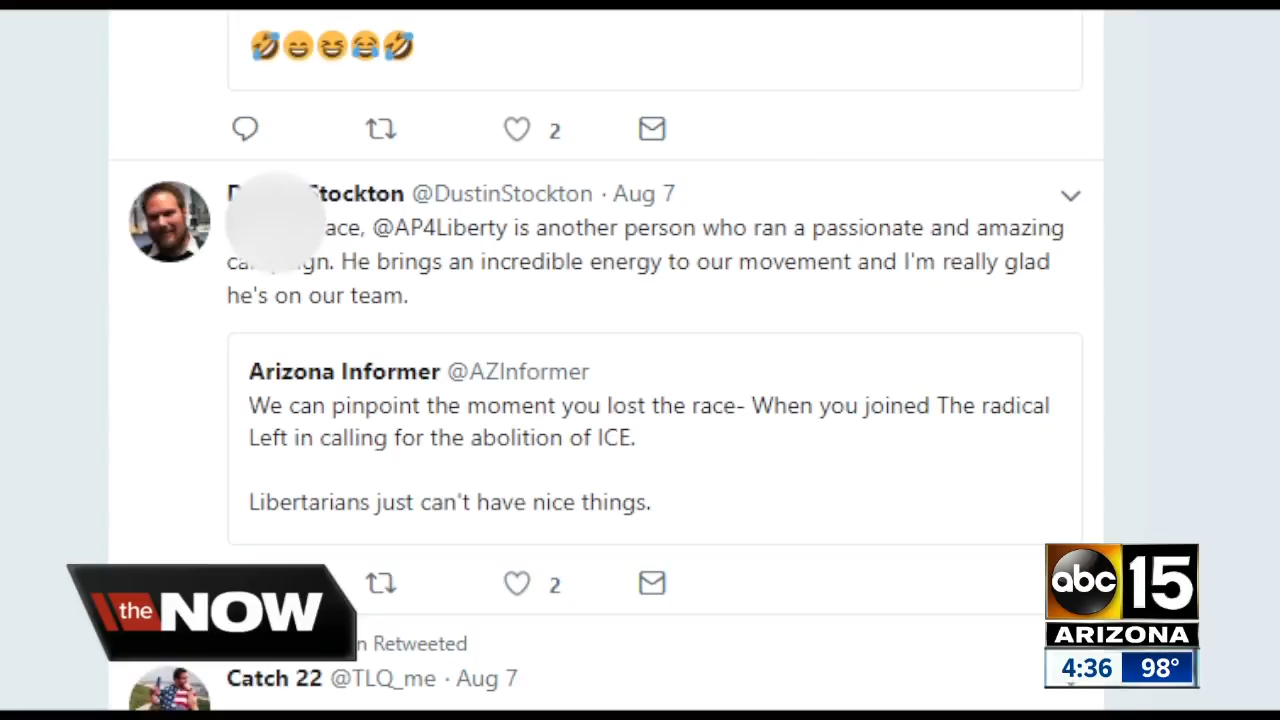 Stockton @DustinStockton · Aug 7
ace, @AP4Liberty is another person who ran a passionate and amazing
He brings an incredible energy to our movement and I'm really glad
he's on our team.
Arizona Informer @AZInformer
We can pinpoint the moment you lost the race- When you joined The radical
Left in calling for the abolition of ICE.
Libertarians just can't have nice things.
2
2
n Retweeted
Catch 22 @TLQ_me · Aug 7
the NOW
abc 15
ARIZONA
4:36 98°